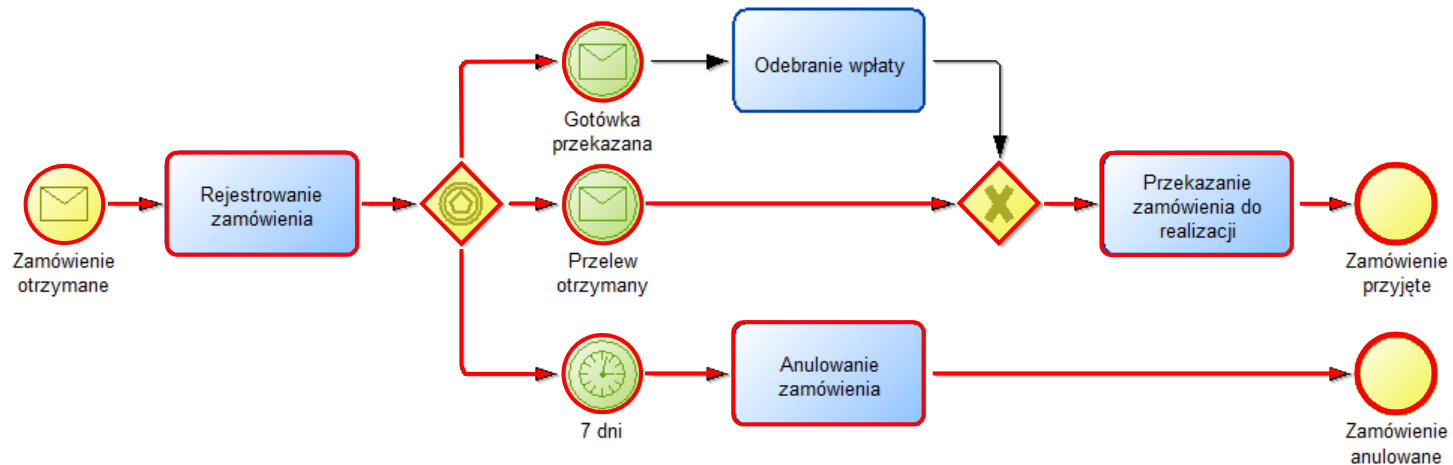 Odebranie wpłaty
Gotówka
przekazana
Rejestrowanie
zamówienia
Przekazanie
zamówienia do
realizacji
Zamówienie
otrzymane
Przelew
otrzymany
Zamówienie
przyjęte
Anulowanie
zamówienia
7 dni
Zamówienie
anulowane